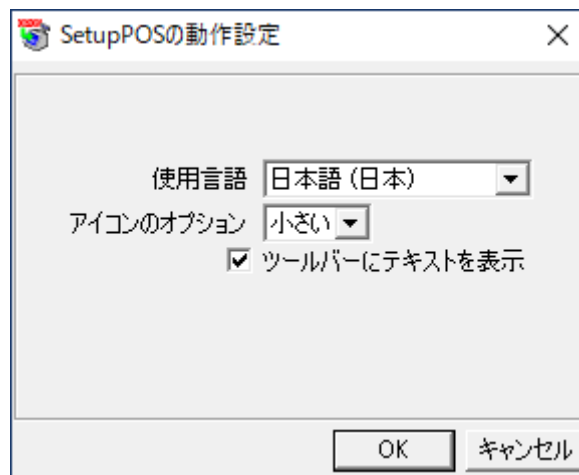 SetupPOSの動作設定
使用言語 日本語 (日本)
アイコンのオプション 小さい
ツールバーにテキストを表示
OK キャンセル